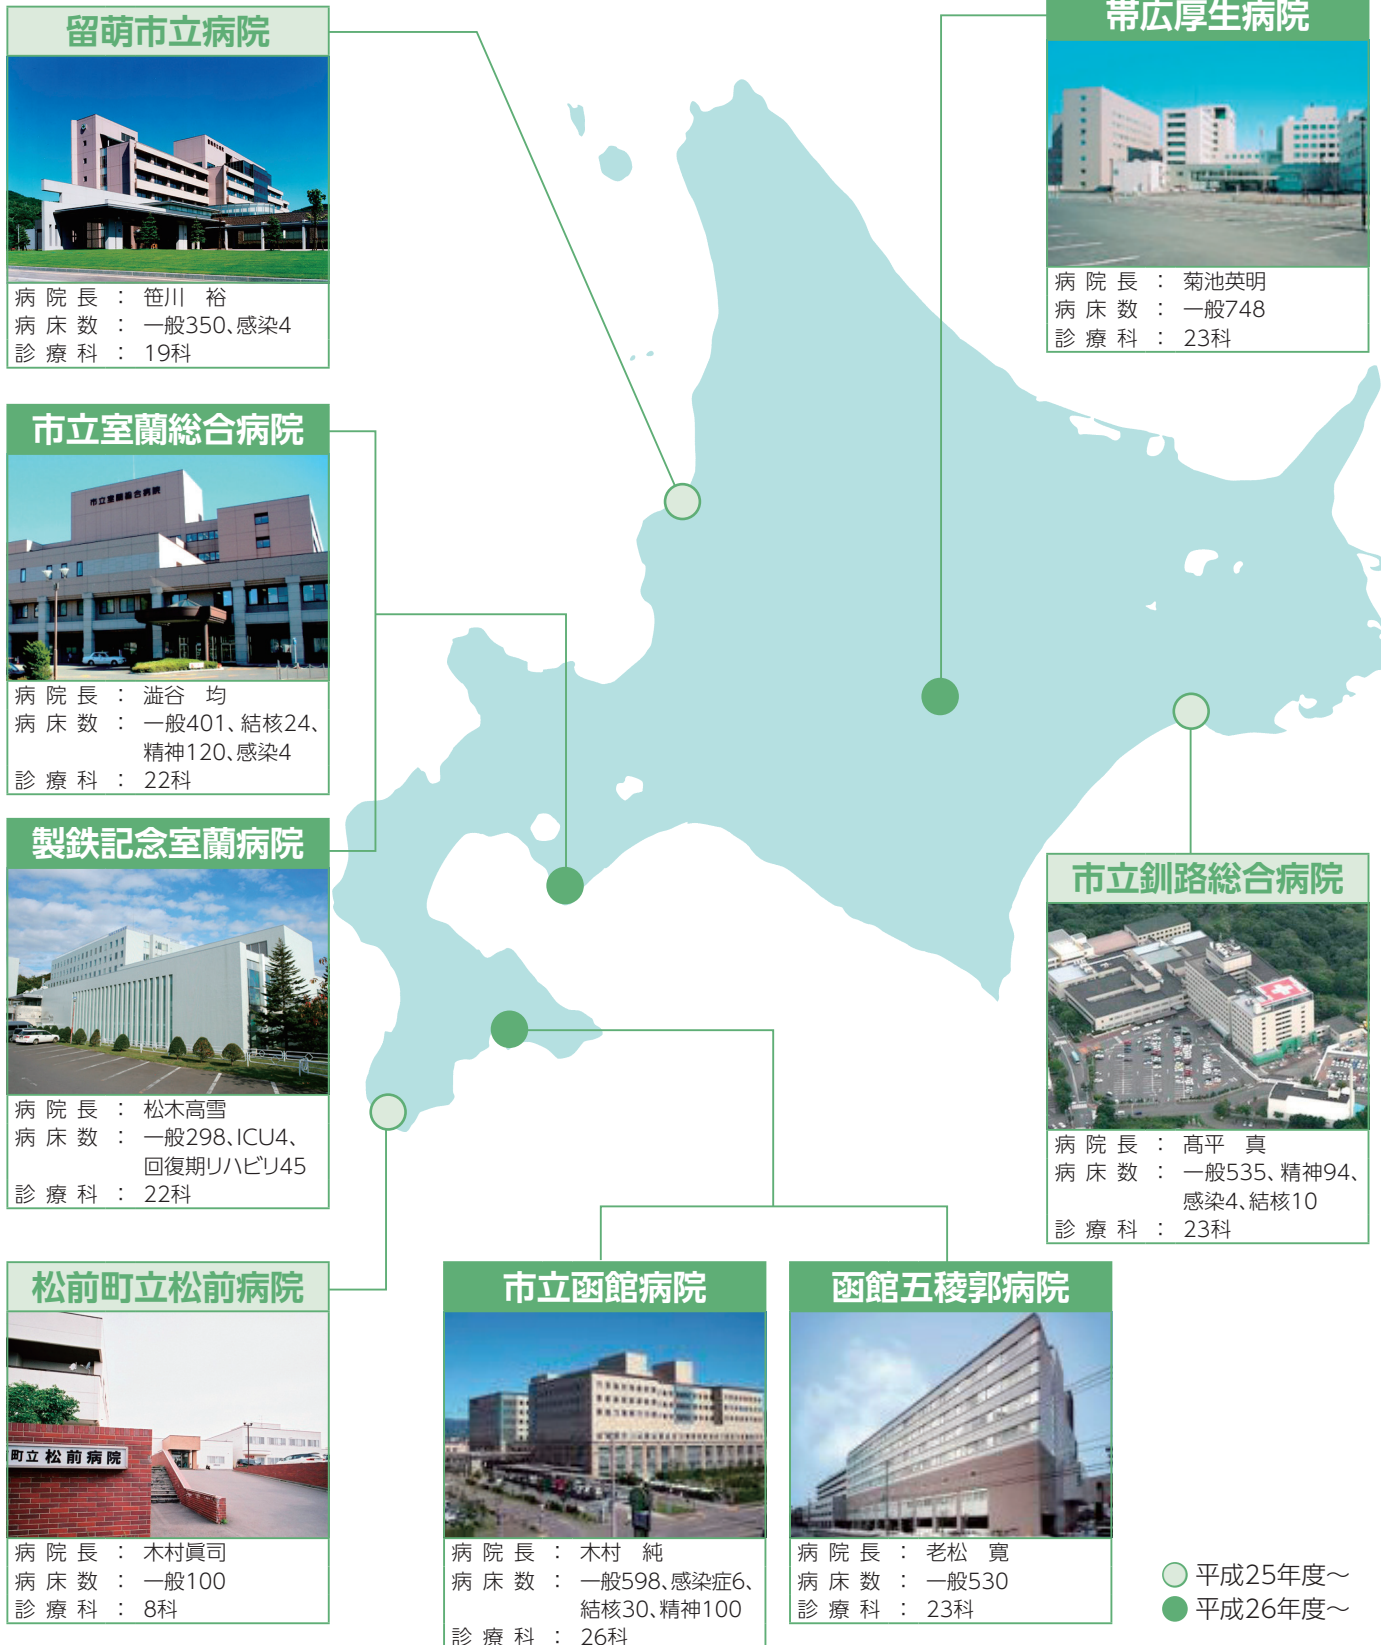 留萌市立病院
病院長：笹川　裕
病床数：一般350、感染4
診療科：19科
帯広厚生病院
病院長：菊池英明
病床数：一般748
診療科：23科
市立室蘭総合病院
市立室蘭総合病院
病院長：澁谷　均
病床数：一般401、結核24、
精神120、感染4
診療科：22科
製鉄記念室蘭病院
病院長：松木高雪
病床数：一般298、ICU4、
回復期リハビリ45
診療科：22科
市立釧路総合病院
病院長：髙平　真
病床数：一般535、精神94、
感染4、結核10
診療科：23科
松前町立松前病院
町立松前病院
病院長：木村眞司
病床数：一般100
診療科：8科
市立函館病院
病院長：木村　純
病床数：一般598、感染症6、
結核30、精神100
診療科：26科
函館五稜郭病院
病院長：老松　寛
病床数：一般530
診療科：23科
平成25年度～
平成26年度～